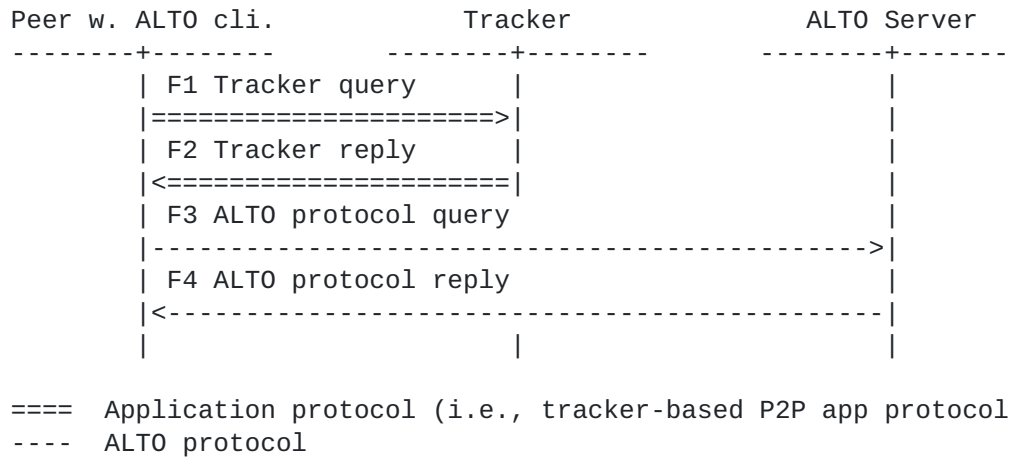 Peer w. ALTO cli.            Tracker               ALTO Server
--------+--------       --------+--------       --------+-------
        | F1 Tracker query      |                       |
        |======================>|                       |
        | F2 Tracker reply      |                       |
        |<======================|                       |
        | F3 ALTO protocol query                        |
        |---------------------------------------------->|
        | F4 ALTO protocol reply                        |
        |<----------------------------------------------|
        |                       |                       |
====  Application protocol (i.e., tracker-based P2P app protocol
----  ALTO protocol